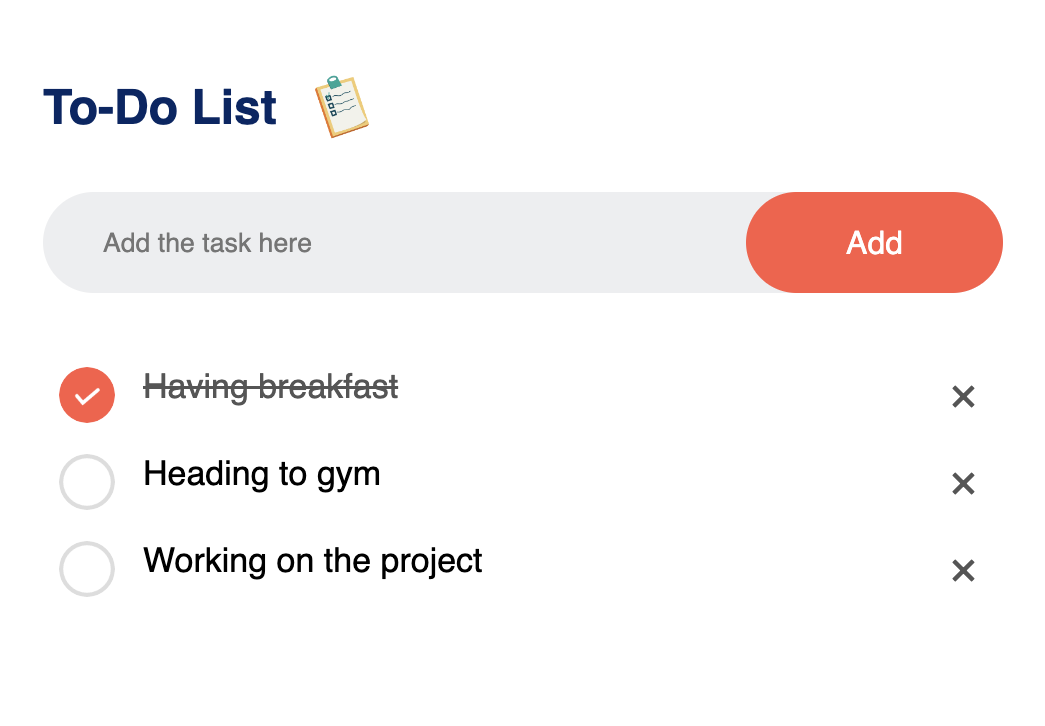 To-Do List
Add the task here
Add
Having breakfast
Heading to gym
Working on the project